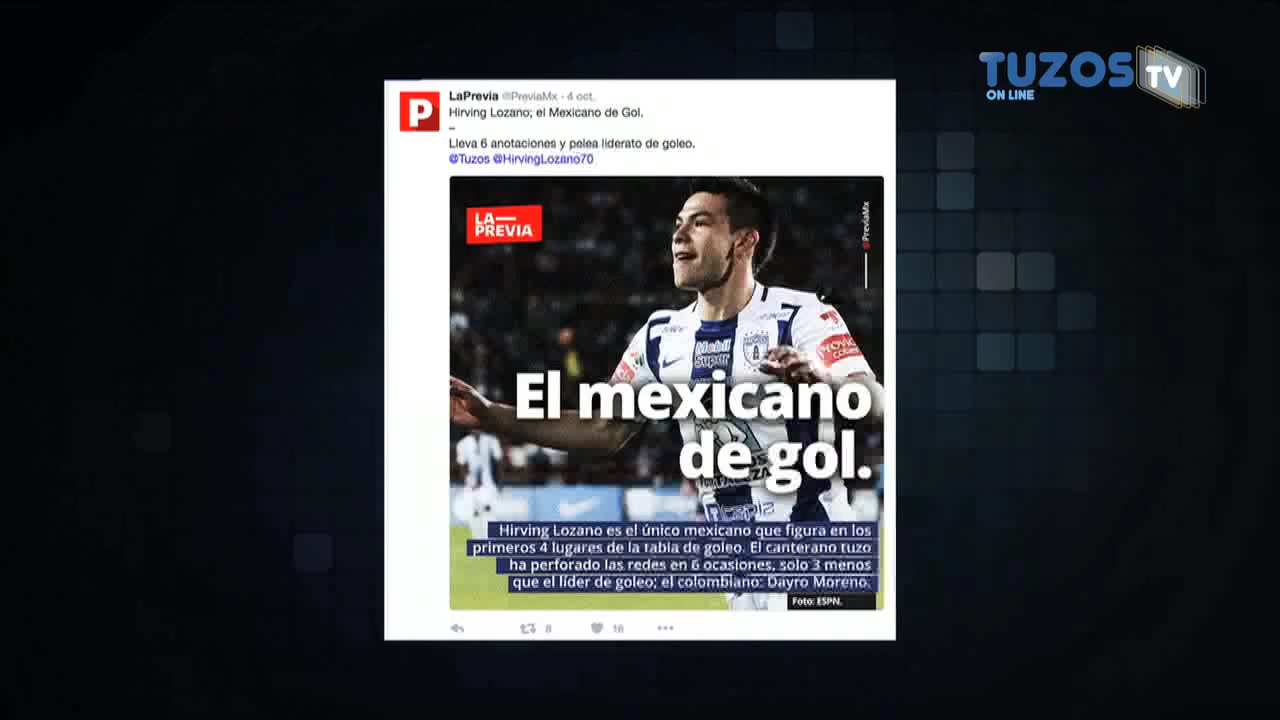 TUZOS TV
ON LINE
P
LaPrevia @PreviaMx · 4 oct.
Hirving Lozano; el Mexicano de Gol.
–
Lleva 6 anotaciones y pelea liderato de goleo.
@Tuzos @HirvingLozano70
LA—
PREVIA
@PreviaMx
Mobil
Super
El mexicano
de gol.
Hirving Lozano es el único mexicano que figura en los
primeros 4 lugares de la tabla de goleo. El canterano tuzo
ha perforado las redes en 6 ocasiones, solo 3 menos
que el líder de goleo; el colombiano: Dayro Moreno.
Foto: ESPN.
8 16